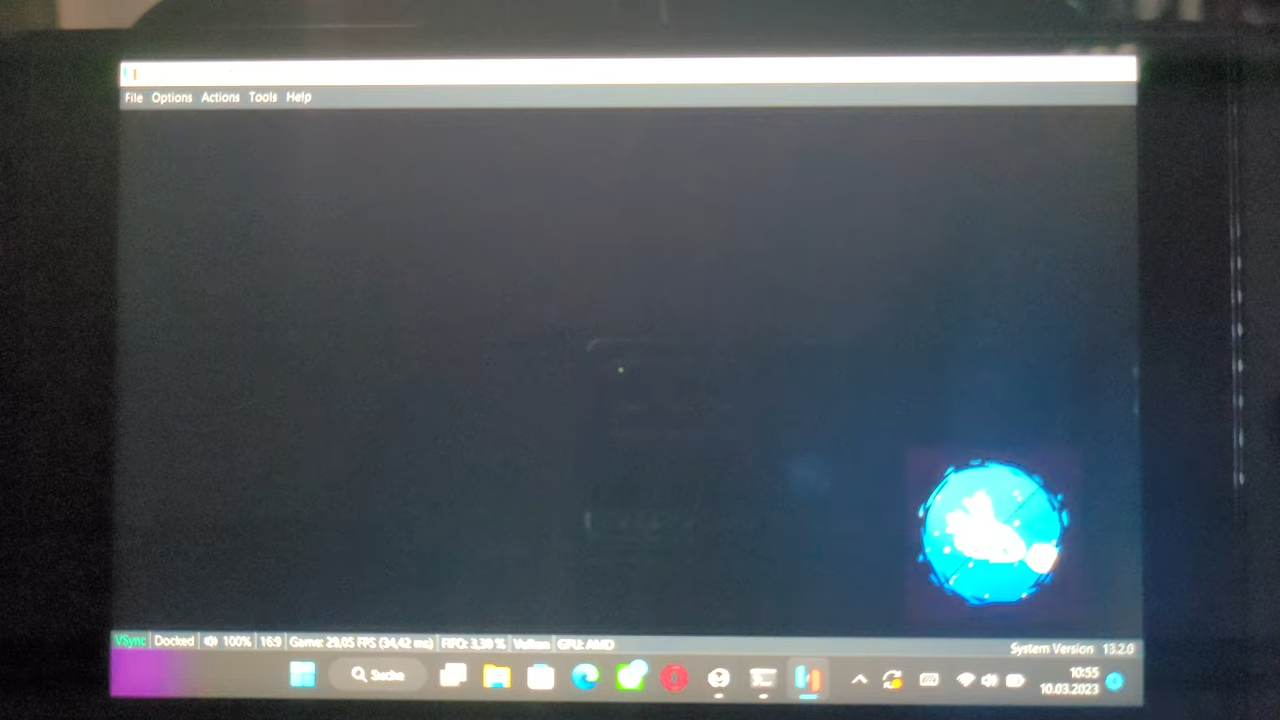 File Options Actions Tools Help
VSync Docked 100% 16:9 Game: 29,05 FPS (34,42 ms) FIFO: 3,39 % Vulkan GPU: AMD
System Version 13.2.0
Suche
10:55
10.03.2023